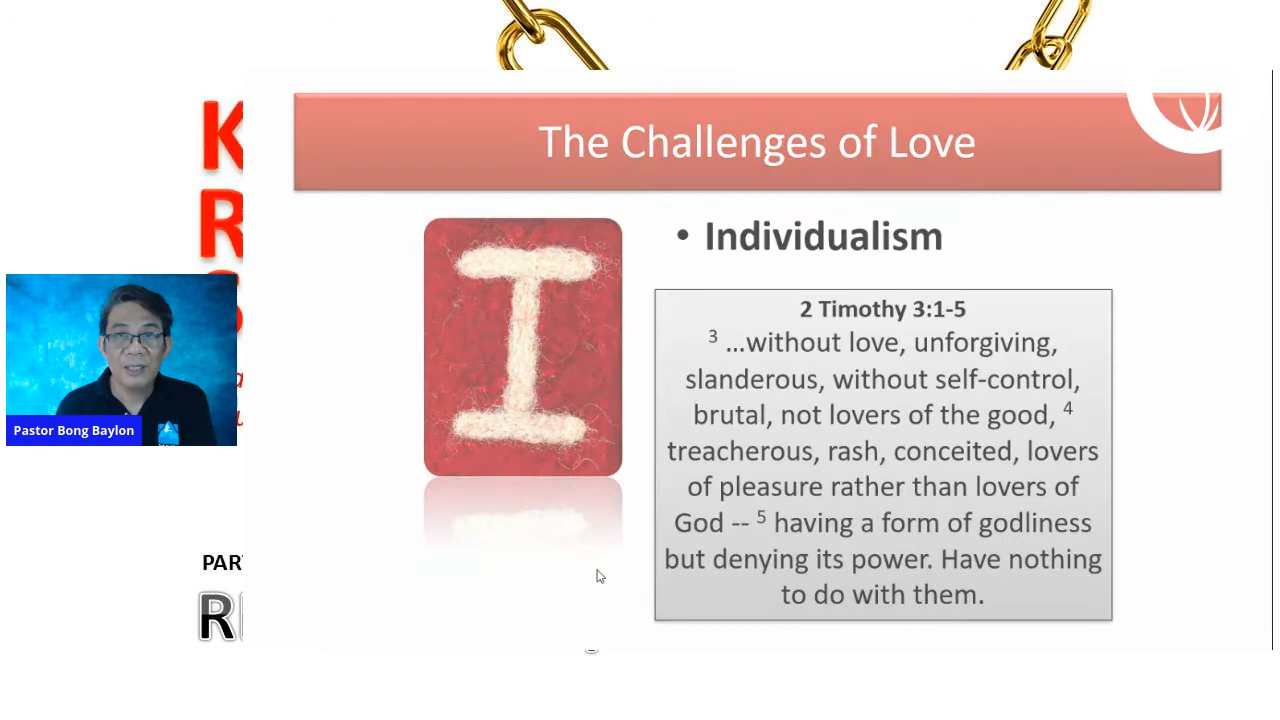 The Challenges of Love
K
R
• Individualism
I
2 Timothy 3:1-5
3 ...without love, unforgiving,
slanderous, without self-control,
brutal, not lovers of the good, 4
treacherous, rash, conceited, lovers
of pleasure rather than lovers of
God -- 5 having a form of godliness
but denying its power. Have nothing
to do with them.
Pastor Bong Baylon
PAR
R